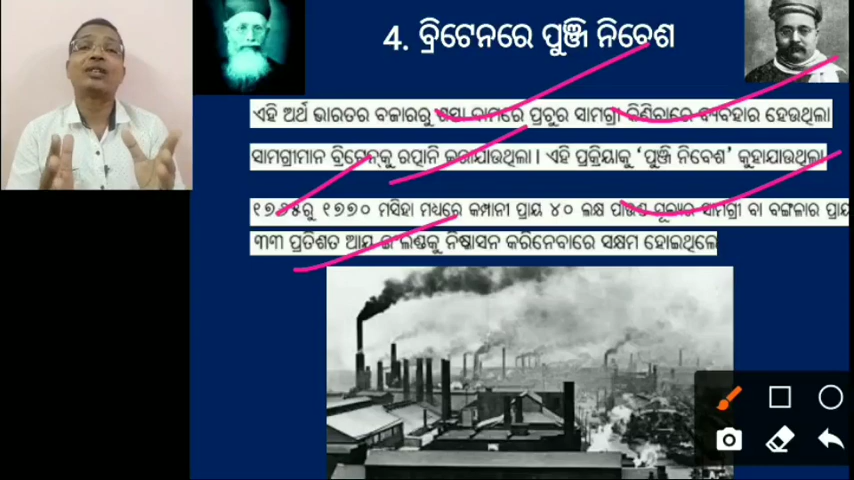 4. ବ୍ରିଟେନରେ ପୁଞ୍ଜି ନିବେଶ
ଏହି ଅର୍ଥ ଭାରତର ବଜାରରୁ ଶସ୍ତା ଦାମରେ ପ୍ରଚୁର ସାମଗ୍ରୀ କିଣିବାରେ ବ୍ୟବହାର ହେଉଥିଲା
ସାମଗ୍ରୀମାନ ବ୍ରିଟେନ୍‌କୁ ରପ୍ତାନି କରାଯାଉଥିଲା । ଏହି ପ୍ରକ୍ରିୟାକୁ ‘ପୁଞ୍ଜି ନିବେଶ’ କୁହାଯାଉଥିଲା
୧୭୬୫ରୁ ୧୭୭୦ ମସିହା ମଧ୍ୟରେ କମ୍ପାନୀ ପ୍ରାୟ ୪୦ ଲକ୍ଷ ପାଉଣ୍ଡ ମୂଲ୍ୟର ସାମଗ୍ରୀ ବା ବଙ୍ଗଳାର ପ୍ରାୟ
୩୩ ପ୍ରତିଶତ ଆୟ ଇଂଲଣ୍ଡକୁ ନିଷ୍କାସନ କରିନେବାରେ ସକ୍ଷମ ହୋଇଥିଲେ